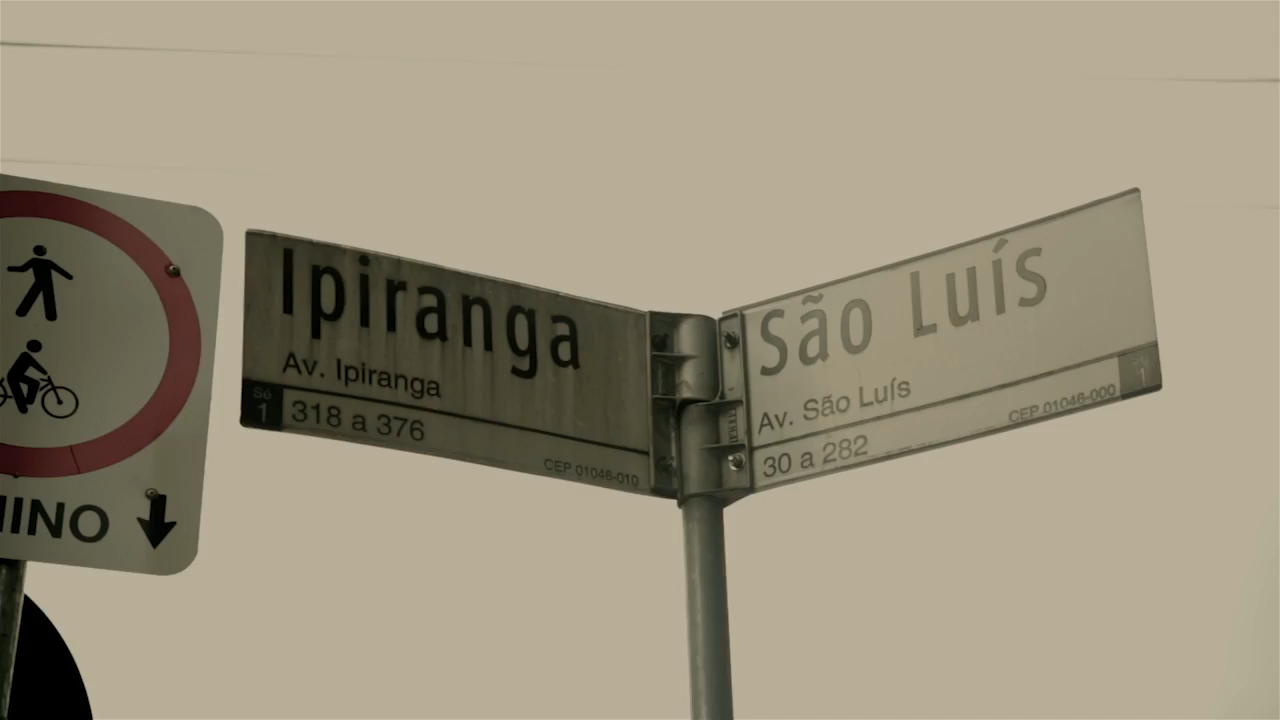 Ipiranga
Av. Ipiranga
Sé
1
318 a 376
CEP 01046-010
São Luís
Av. São Luís
1
30 a 282
CEP 01046-000